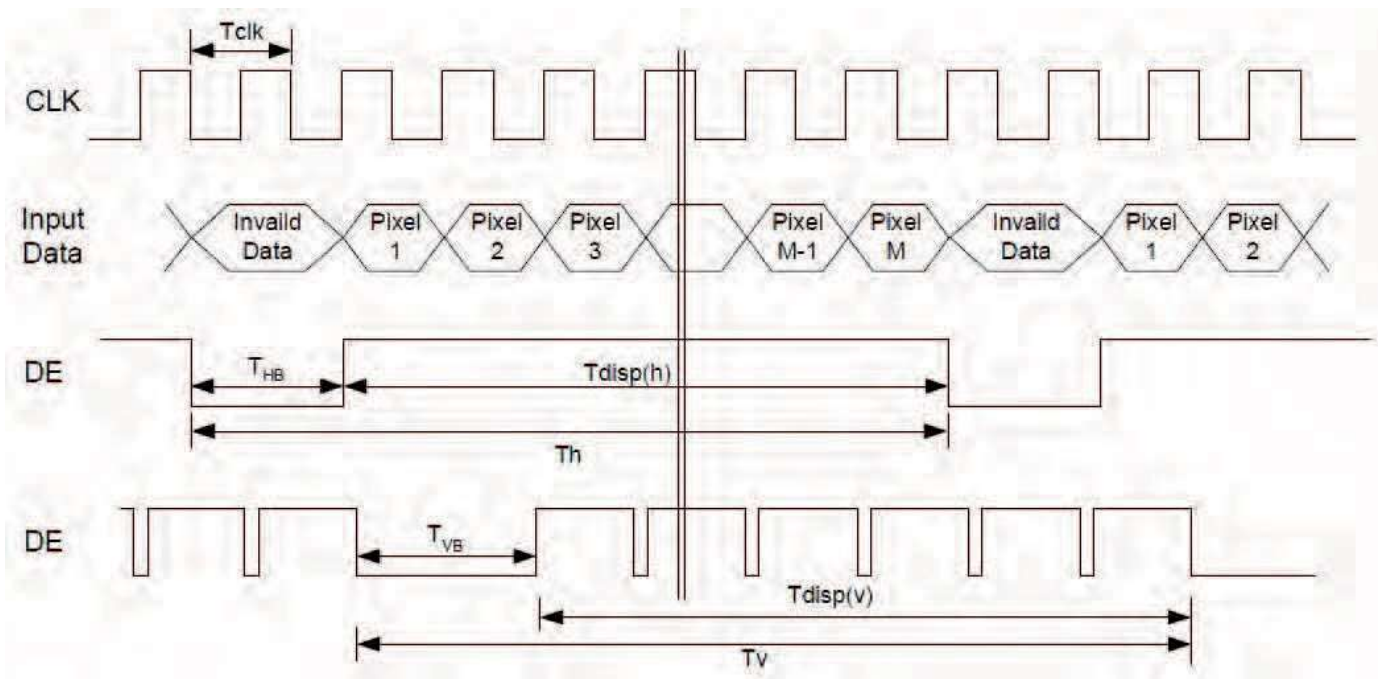 Tclk
CLK
Input
Data
Invaild
Data
Pixel
1
Pixel
2
Pixel
3
Pixel
M-1
Pixel
M
Invaild
Data
Pixel
1
Pixel
2
DE
THB
Tdisp(h)
Th
DE
TVB
Tdisp(v)
Tv